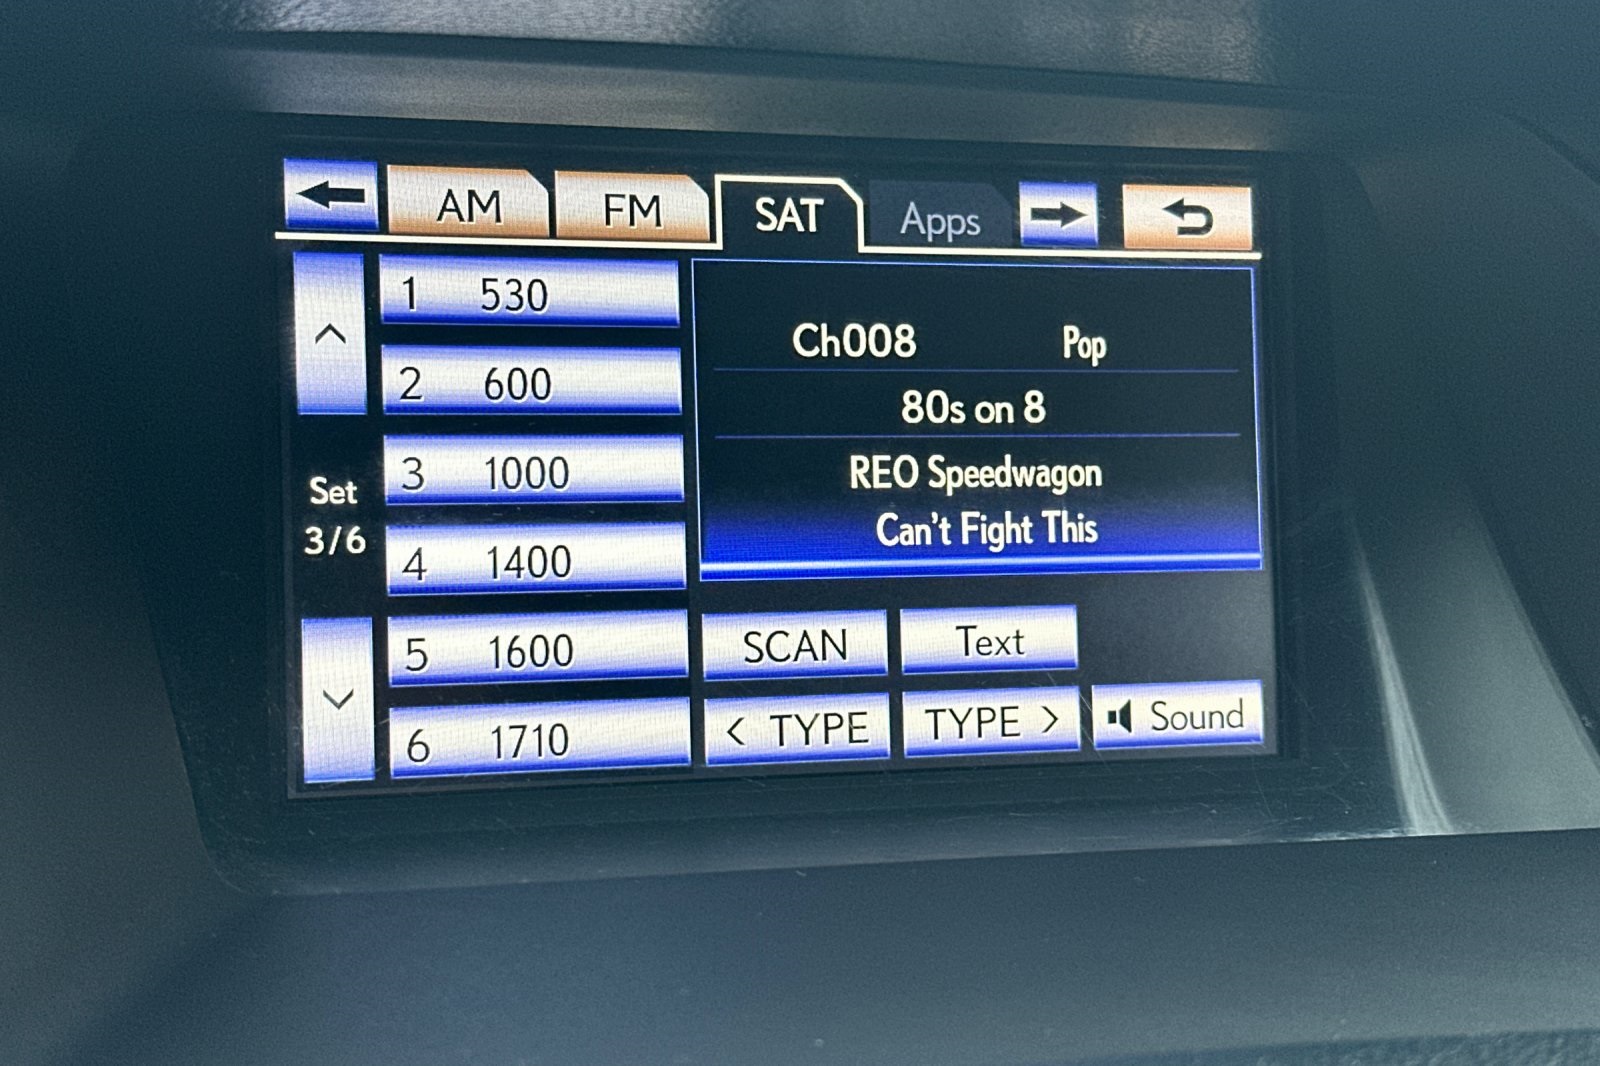 AM FM SAT Apps
1 530
2 600
3 1000
4 1400
5 1600
6 1710
Set
3/6
Ch008 Pop
80s on 8
REO Speedwagon
Can't Fight This
SCAN Text
< TYPE TYPE > Sound